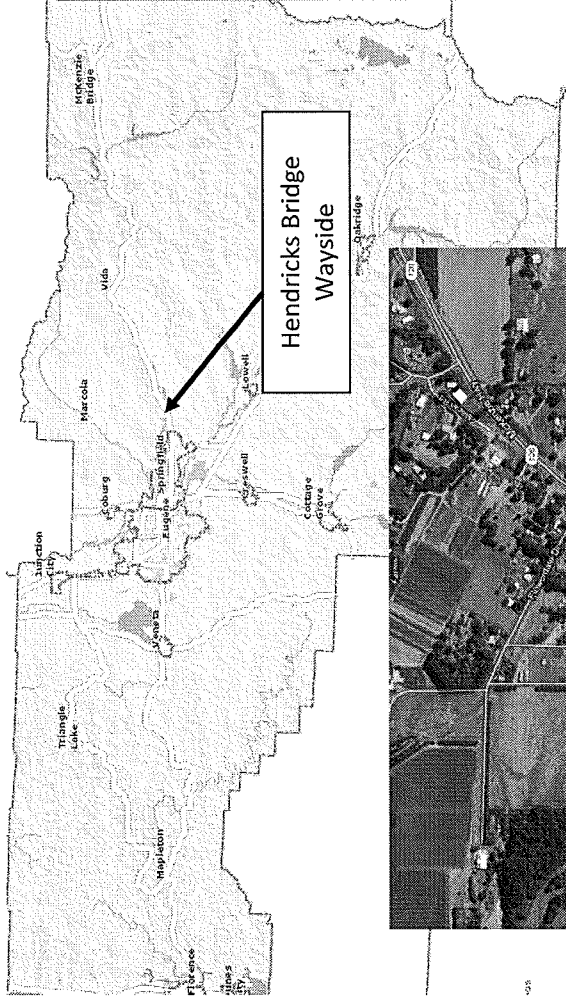 McKenzie
Bridge
Vida
Marcola
Hendricks Bridge
Wayside
Oakridge
Lowell
Springfield
Coburg
Eugene
Creswell
Cottage
Grove
Junction
City
Veneta
Triangle
Lake
Mapleton
Florence